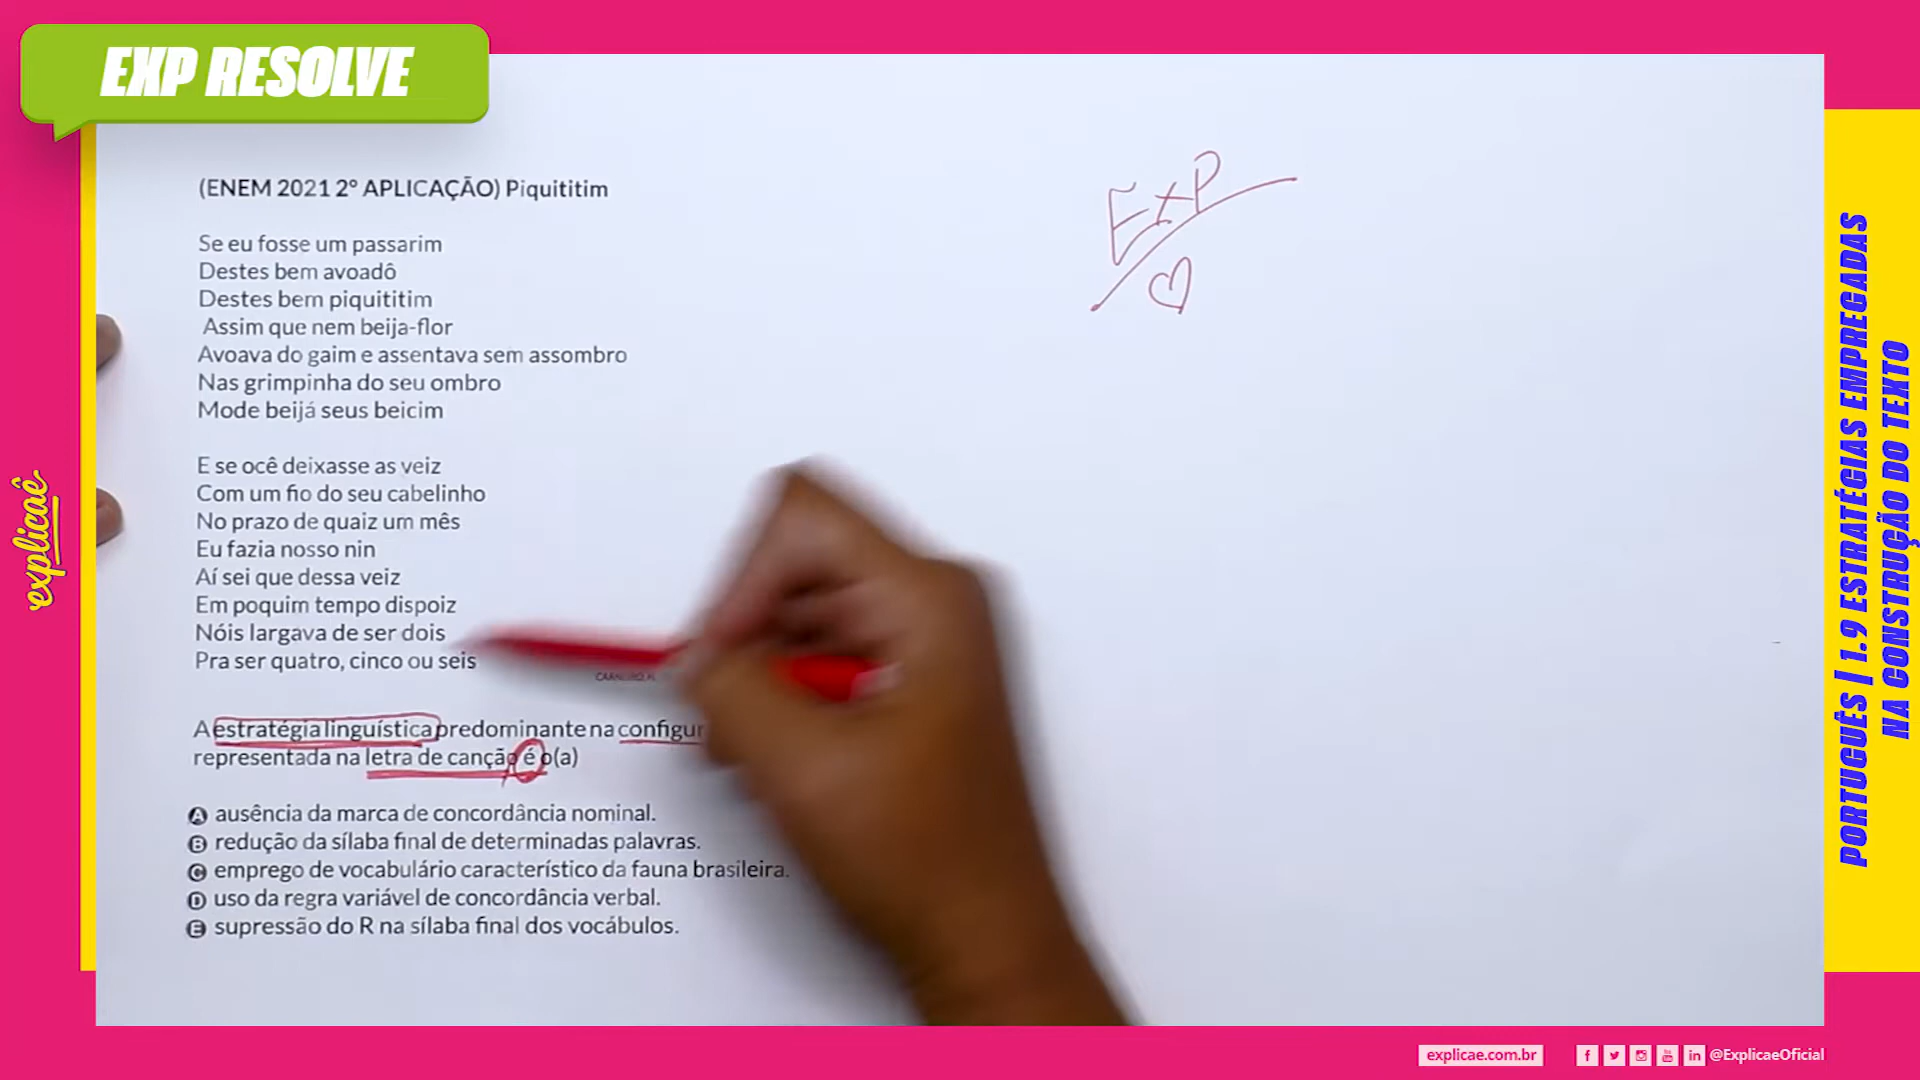 EXP RESOLVE
(ENEM 2021 2° APLICAÇÃO) Piquititim
Se eu fosse um passarim
Destes bem avoadô
Destes bem piquititim
Assim que nem beija-flor
Avoava do gaim e assentava sem assombro
Nas grimpinha do seu ombro
Mode beijá seus beicim
E se ocê deixasse as veiz
Com um fio do seu cabelinho
No prazo de quaiz um mês
Eu fazia nosso nin
Aí sei que dessa veiz
Em poquim tempo dispoiz
Nóis largava de ser dois
Pra ser quatro, cinco ou seis
A estratégia linguística predominante na configur
representada na letra de canção é o(a)
A ausência da marca de concordância nominal.
B redução da sílaba final de determinadas palavras.
C emprego de vocabulário característico da fauna brasileira.
D uso da regra variável de concordância verbal.
E supressão do R na sílaba final dos vocábulos.
EXP
explicaê
PORTUGUÊS | 1.9 ESTRATÉGIAS EMPREGADAS
NA CONSTRUÇÃO DO TEXTO
explicae.com.br
@ExplicaeOficial